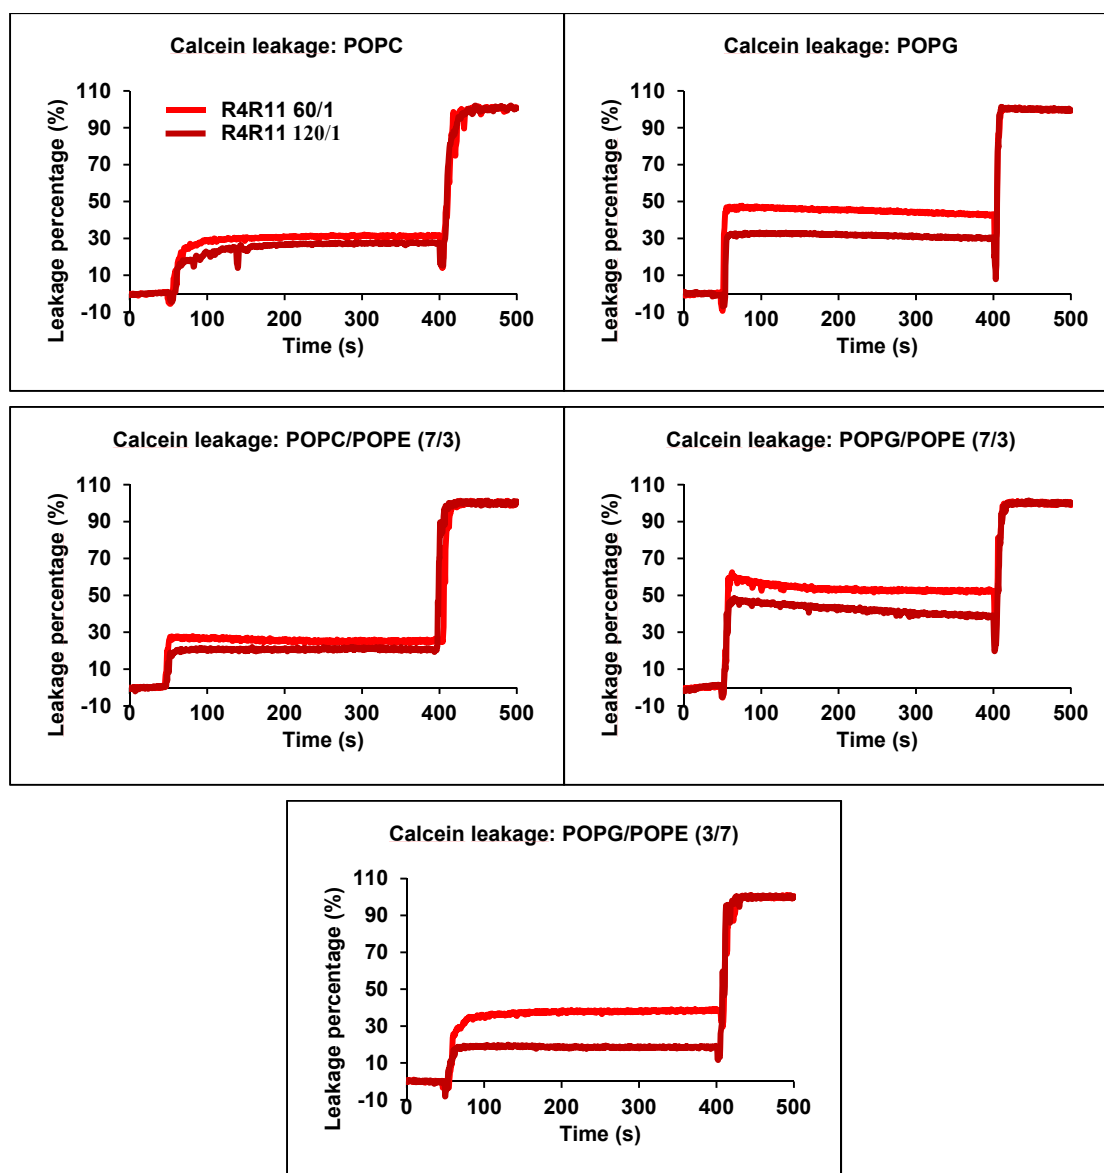 Calcein leakage: POPC
Leakage percentage (%)
110
90
70
50
30
10
-10
R4R11 60/1
R4R11 120/1
0 100 200 300 400 500
Time (s)
Calcein leakage: POPG
Leakage percentage (%)
110
90
70
50
30
10
-10
0 100 200 300 400 500
Time (s)
Calcein leakage: POPC/POPE (7/3)
Leakage percentage (%)
110
90
70
50
30
10
-10
0 100 200 300 400 500
Time (s)
Calcein leakage: POPG/POPE (7/3)
Leakage percentage (%)
110
90
70
50
30
10
-10
0 100 200 300 400 500
Time (s)
Calcein leakage: POPG/POPE (3/7)
Leakage percentage (%)
110
90
70
50
30
10
-10
0 100 200 300 400 500
Time (s)